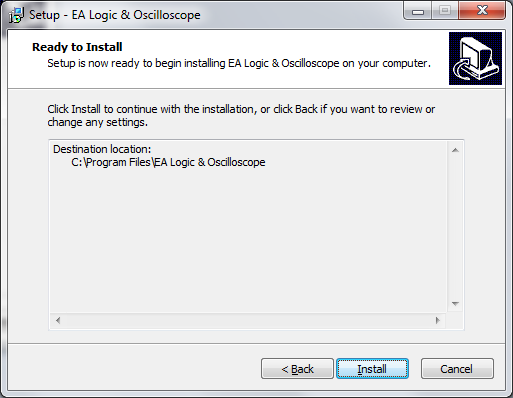 Setup - EA Logic & Oscilloscope
Ready to Install
Setup is now ready to begin installing EA Logic & Oscilloscope on your computer.
Click Install to continue with the installation, or click Back if you want to review or
change any settings.
Destination location:
C:\Program Files\EA Logic & Oscilloscope
< Back
Install
Cancel